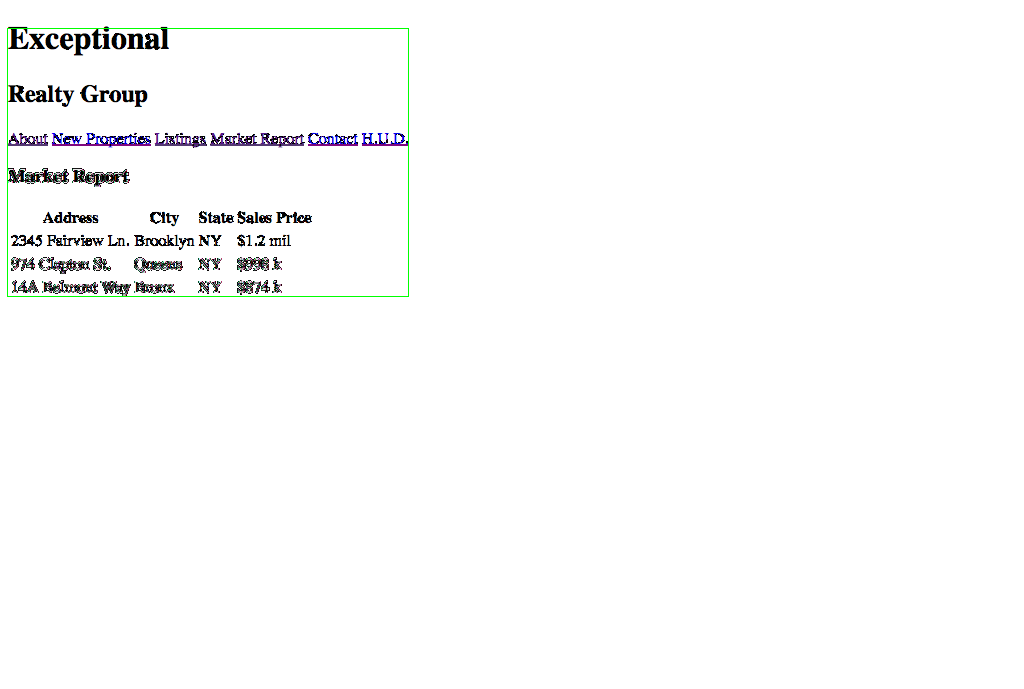 Exceptional
Realty Group
About New Properties Listings Market Report Contact H.U.D.
Market Report
Address City State Sales Price
2345 Fairview Ln. Brooklyn NY $1.2 mil
974 Clapton St. Queens NY $998 k
14A Belmont Way Bronx NY $874 k